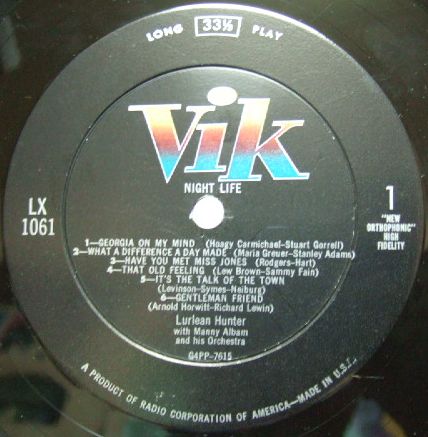 LONG 33⅓ PLAY
Vik
NIGHT LIFE
LX
1061
1
"NEW
ORTHOPHONIC"
HIGH
FIDELITY
1—GEORGIA ON MY MIND (Hoagy Carmichael-Stuart Gorrell)
2—WHAT A DIFFERENCE A DAY MADE (Maria Grever-Stanley Adams)
3—HAVE YOU MET MISS JONES (Rodgers-Hart)
4—THAT OLD FEELING (Lew Brown-Sammy Fain)
5—IT'S THE TALK OF THE TOWN
(Levinson-Symes-Neiburg)
6—GENTLEMAN FRIEND
(Arnold Horwitt-Richard Lewin)
Lurlean Hunter
with Manny Albam
and his Orchestra
G4PP-7615
A PRODUCT OF RADIO CORPORATION OF AMERICA—MADE IN U.S.A.